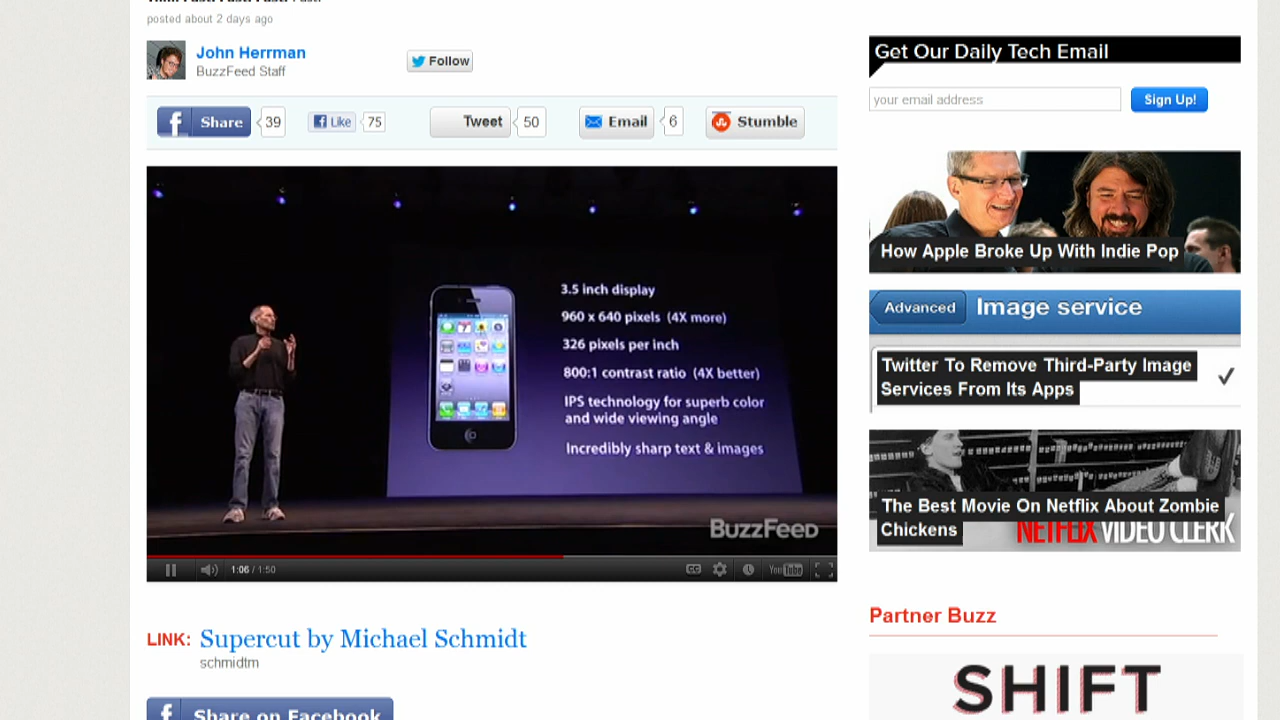 posted about 2 days ago
John Herrman
BuzzFeed Staff
Follow
f Share 39
Like 75
Tweet 50
Email 6
Stumble
3.5 inch display
960 x 640 pixels (4X more)
326 pixels per inch
800:1 contrast ratio (4X better)
IPS technology for superb color
and wide viewing angle
Incredibly sharp text & images
BuzzFeed
1:06 / 1:50
CC
YouTube
LINK: Supercut by Michael Schmidt
schmidtm
f Share on Facebook
Get Our Daily Tech Email
your email address
Sign Up!
How Apple Broke Up With Indie Pop
Advanced Image service
Twitter To Remove Third-Party Image
Services From Its Apps
The Best Movie On Netflix About Zombie
Chickens
NETFLIX VIDEO CLERK
Partner Buzz
SHIFT